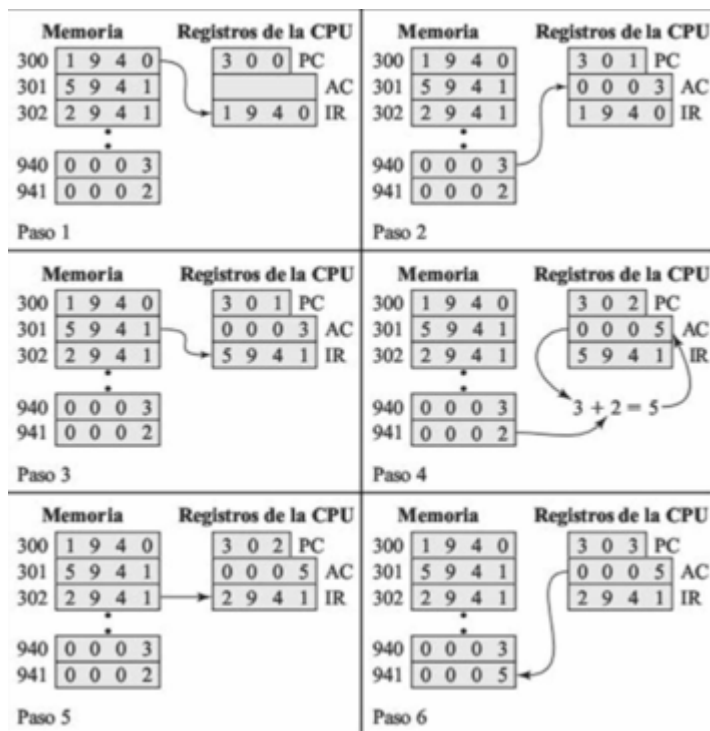 Memoria Registros de la CPU
300 1 9 4 0 3 0 0 PC
301 5 9 4 1 AC
302 2 9 4 1 1 9 4 0 IR
940 0 0 0 3
941 0 0 0 2
Paso 1
Memoria Registros de la CPU
300 1 9 4 0 3 0 1 PC
301 5 9 4 1 0 0 0 3 AC
302 2 9 4 1 1 9 4 0 IR
940 0 0 0 3
941 0 0 0 2
Paso 2
Memoria Registros de la CPU
300 1 9 4 0 3 0 1 PC
301 5 9 4 1 0 0 0 3 AC
302 2 9 4 1 5 9 4 1 IR
940 0 0 0 3
941 0 0 0 2
Paso 3
Memoria Registros de la CPU
300 1 9 4 0 3 0 2 PC
301 5 9 4 1 0 0 0 5 AC
302 2 9 4 1 5 9 4 1 IR
940 0 0 0 3 3 + 2 = 5
941 0 0 0 2
Paso 4
Memoria Registros de la CPU
300 1 9 4 0 3 0 2 PC
301 5 9 4 1 0 0 0 5 AC
302 2 9 4 1 2 9 4 1 IR
940 0 0 0 3
941 0 0 0 2
Paso 5
Memoria Registros de la CPU
300 1 9 4 0 3 0 3 PC
301 5 9 4 1 0 0 0 5 AC
302 2 9 4 1 2 9 4 1 IR
940 0 0 0 3
941 0 0 0 5
Paso 6